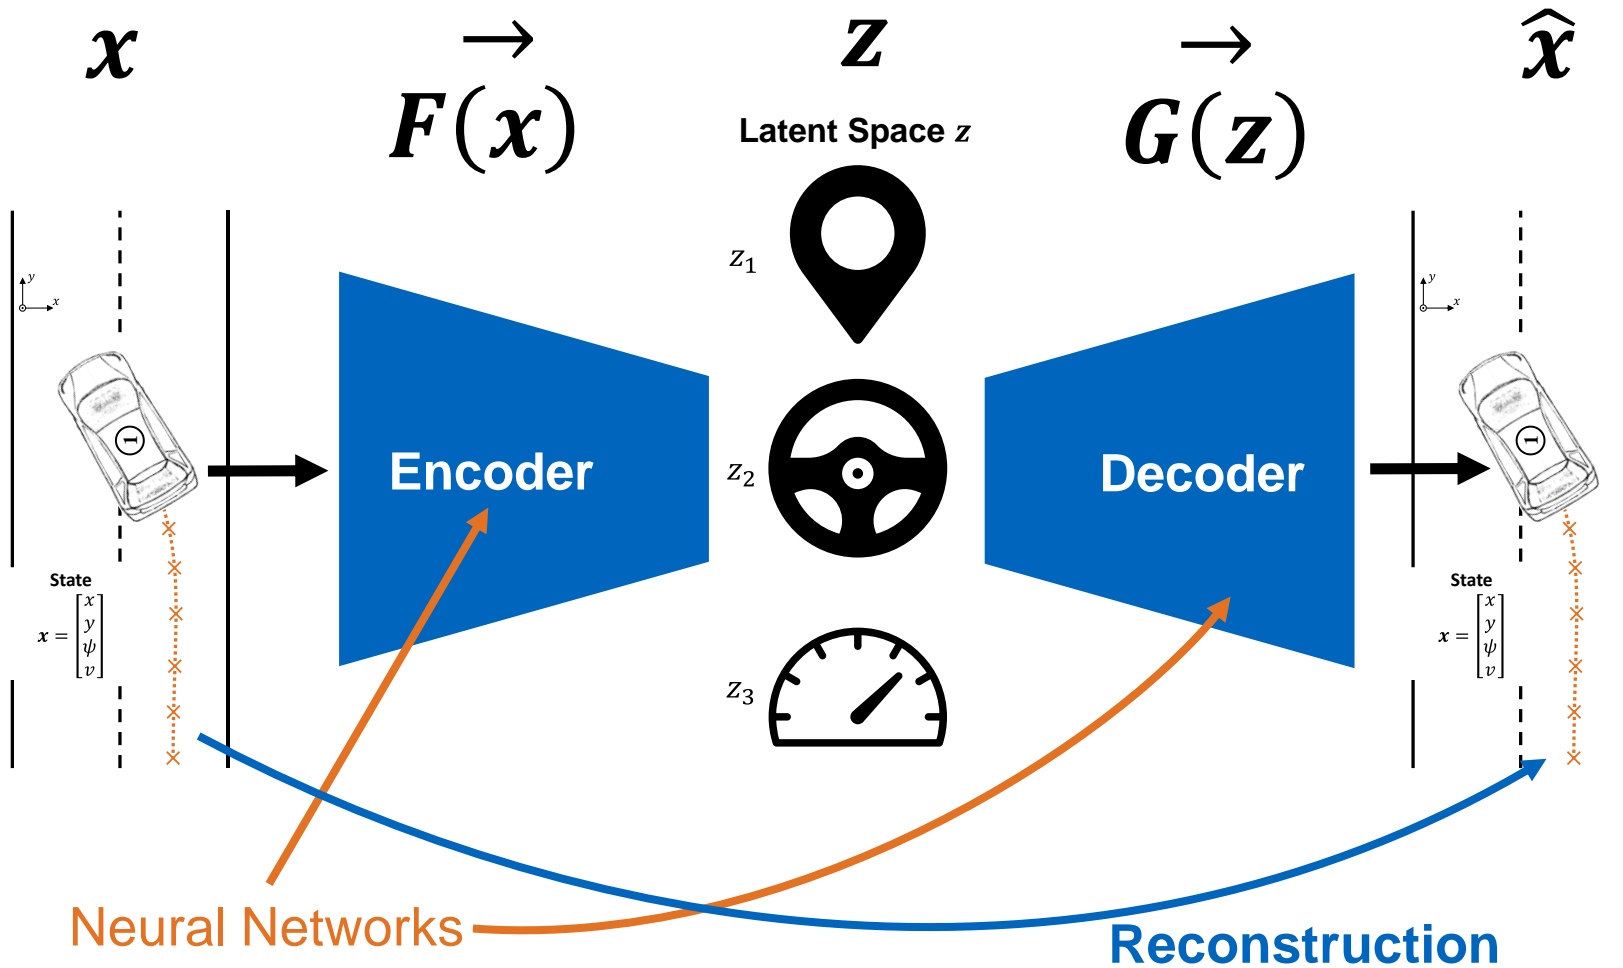 x → z → x̂
F(x) G(z)
Latent Space z
z₁
y
x
y
x
1
1
Encoder
z₂
Decoder
State
x = [x y ψ v]
State
x = [x y ψ v]
z₃
Neural Networks
Reconstruction